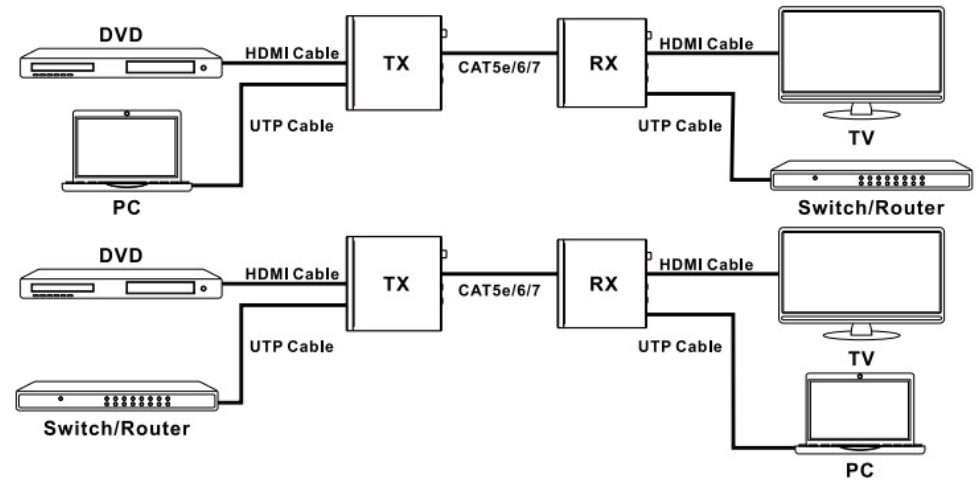 DVD
HDMI Cable
TX
CAT5e/6/7
RX
HDMI Cable
UTP Cable
UTP Cable
TV
PC
Switch/Router
DVD
HDMI Cable
TX
CAT5e/6/7
RX
HDMI Cable
UTP Cable
UTP Cable
TV
Switch/Router
PC